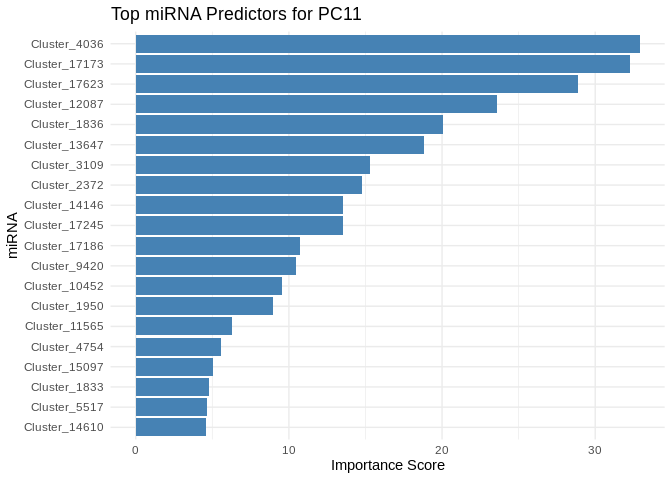 Top miRNA Predictors for PC11
miRNA
Cluster_4036
Cluster_17173
Cluster_17623
Cluster_12087
Cluster_1836
Cluster_13647
Cluster_3109
Cluster_2372
Cluster_14146
Cluster_17245
Cluster_17186
Cluster_9420
Cluster_10452
Cluster_1950
Cluster_11565
Cluster_4754
Cluster_15097
Cluster_1833
Cluster_5517
Cluster_14610
0 10 20 30
Importance Score